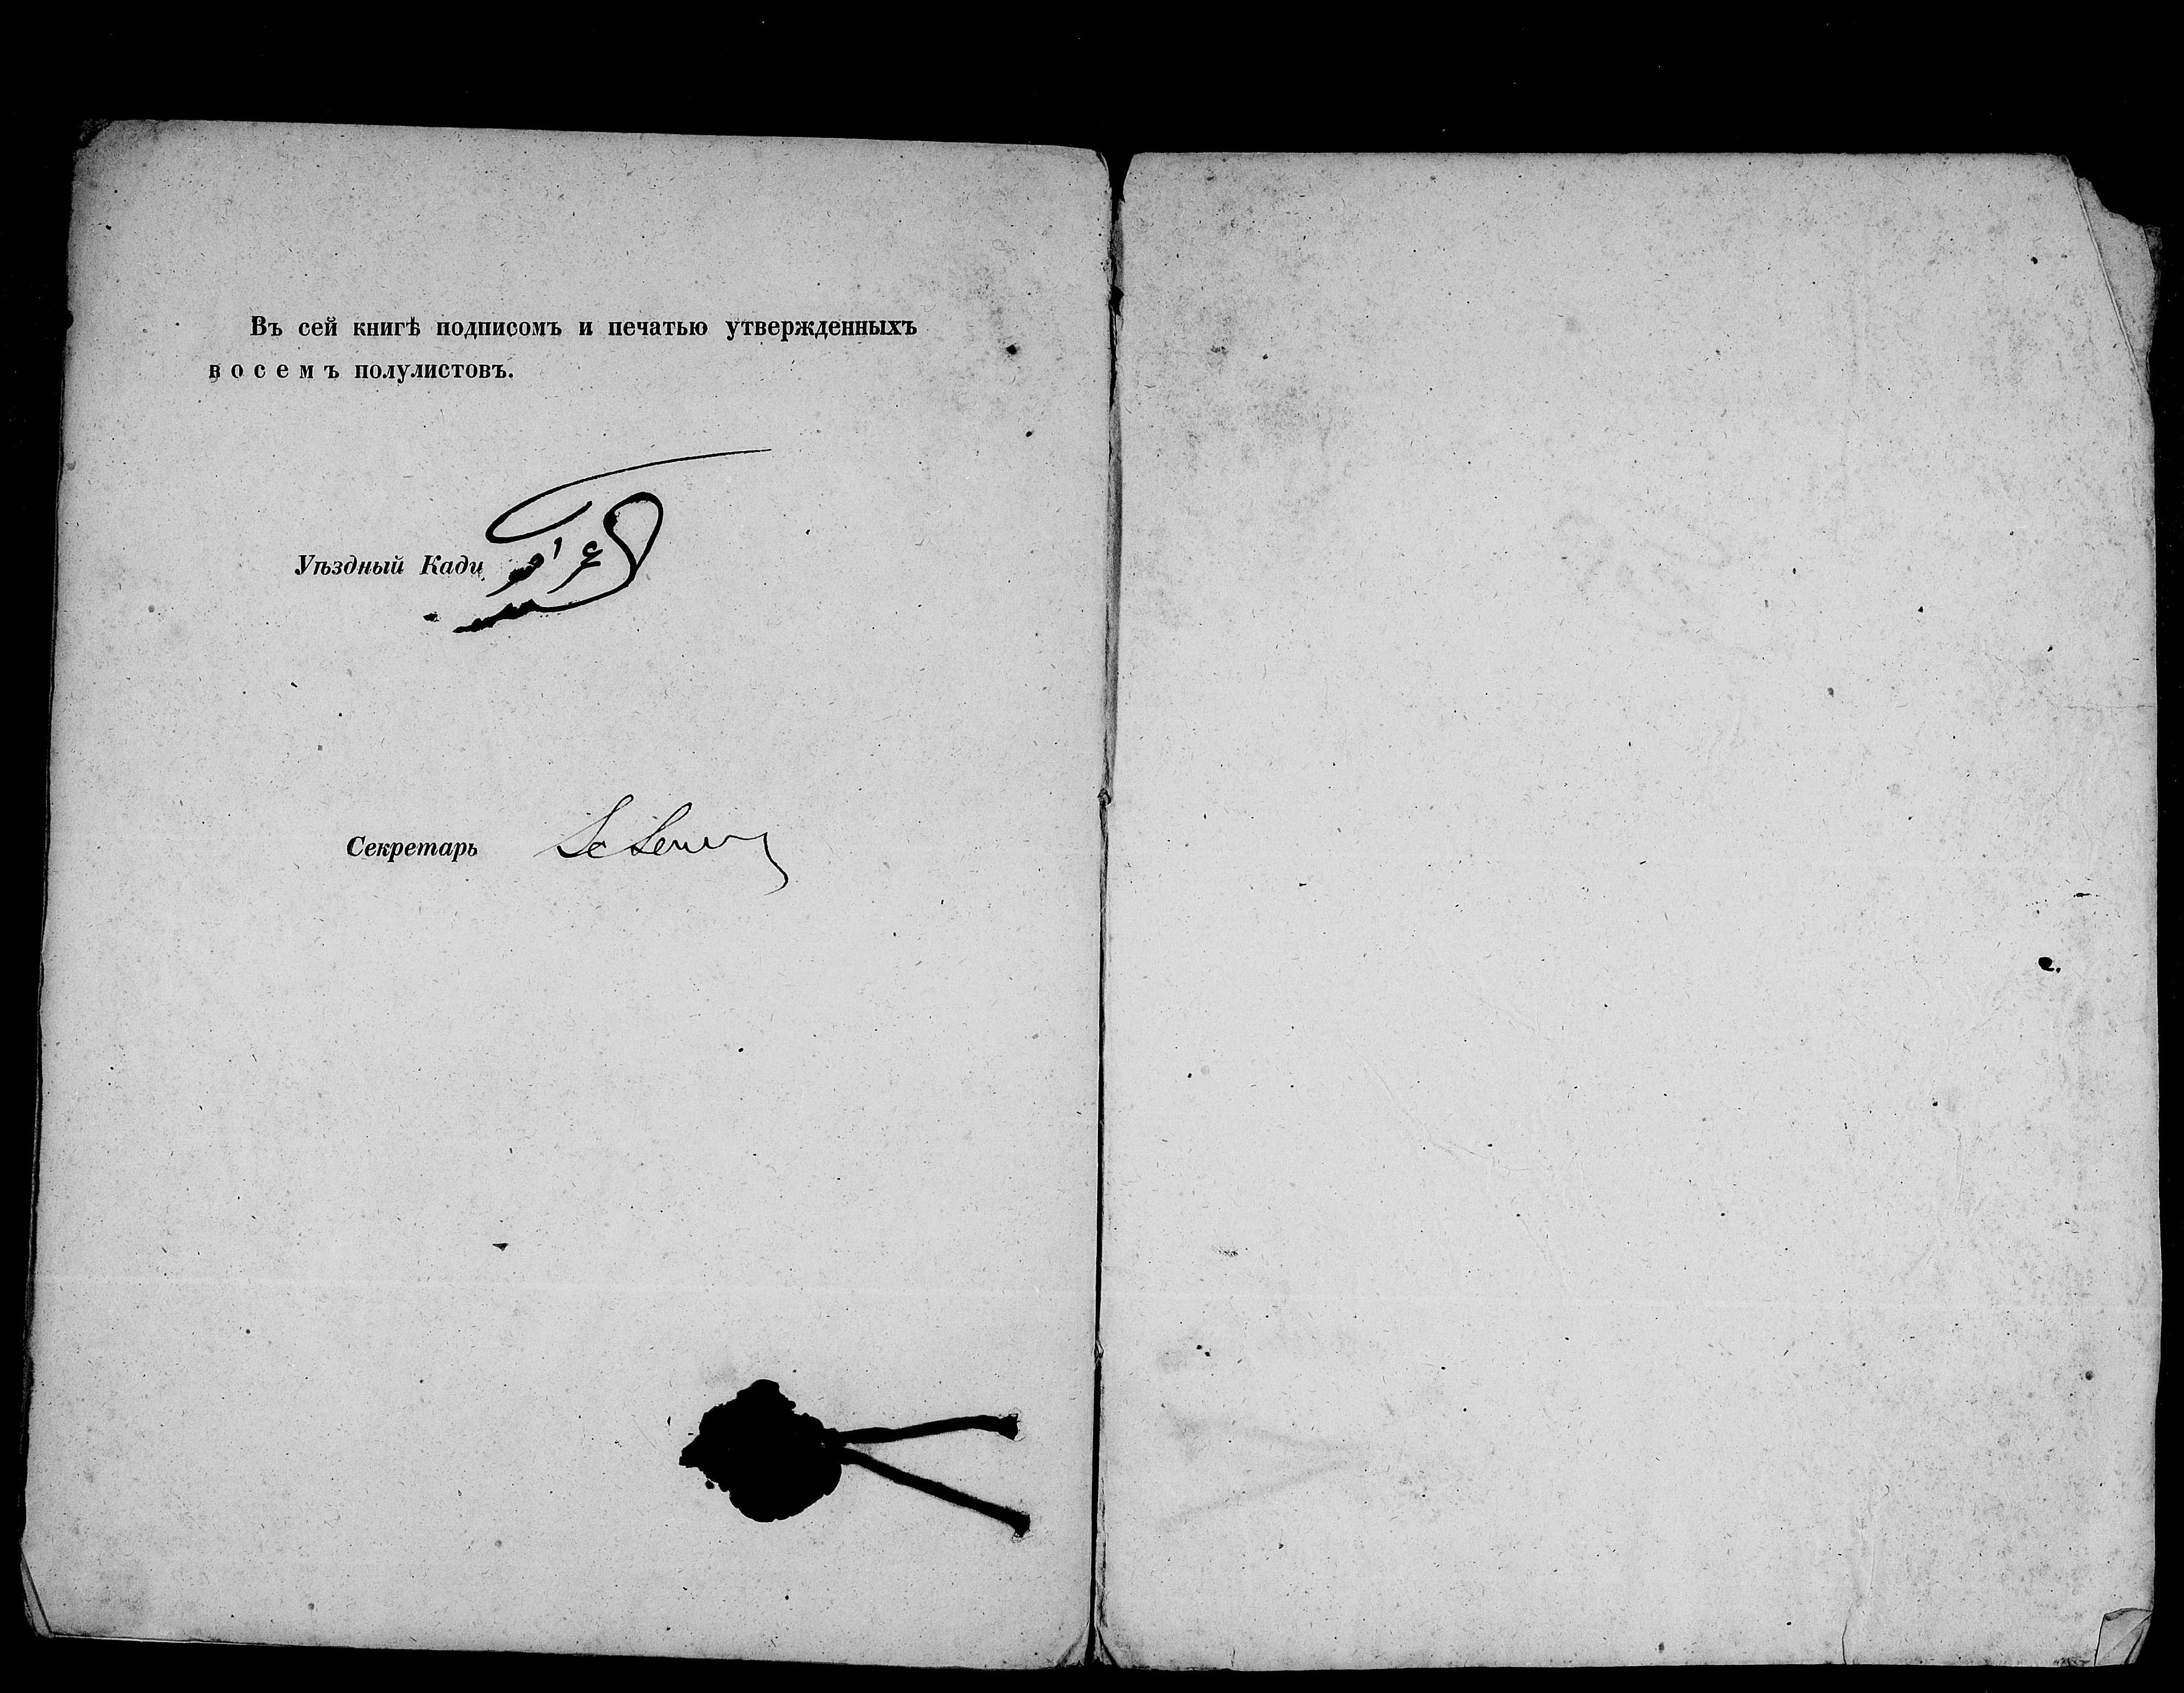 Въ сей книгѣ подписомъ и печатью утвержденныхъ
восемъ полулистовъ.
Уѣздный Кади
Секретарь